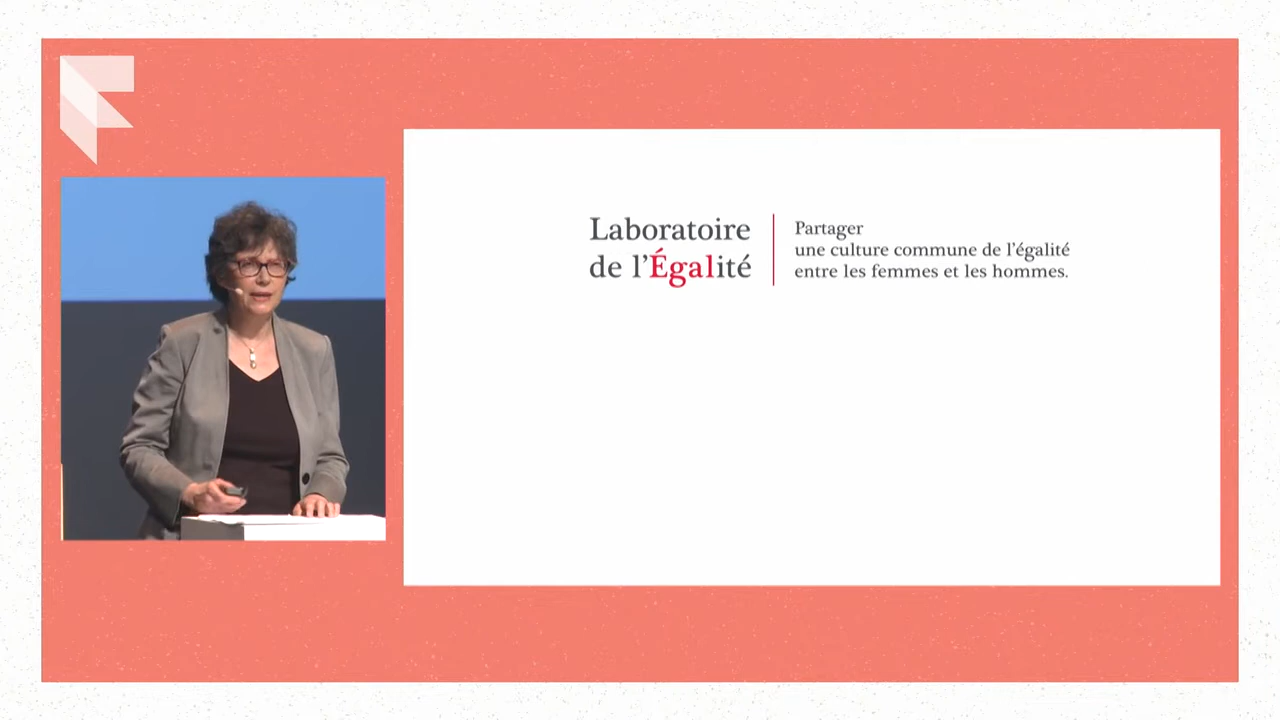 Laboratoire
de l’Égalité
Partager
une culture commune de l’égalité
entre les femmes et les hommes.